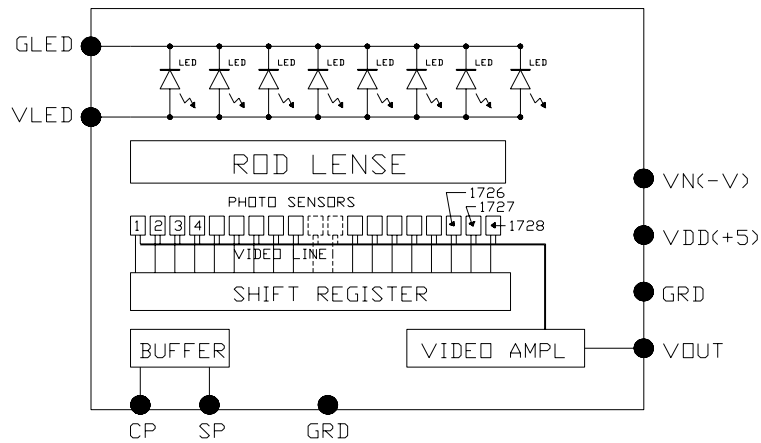 GLED
LED LED LED LED LED LED LED LED
VLED
ROD LENSE
VN(-V)
1726
PHOTO SENSORS
1727
1 2 3 4
1728
VDD(+5)
VIDEO LINE
SHIFT REGISTER
GRD
BUFFER
VIDEO AMPL
VOUT
CP SP GRD